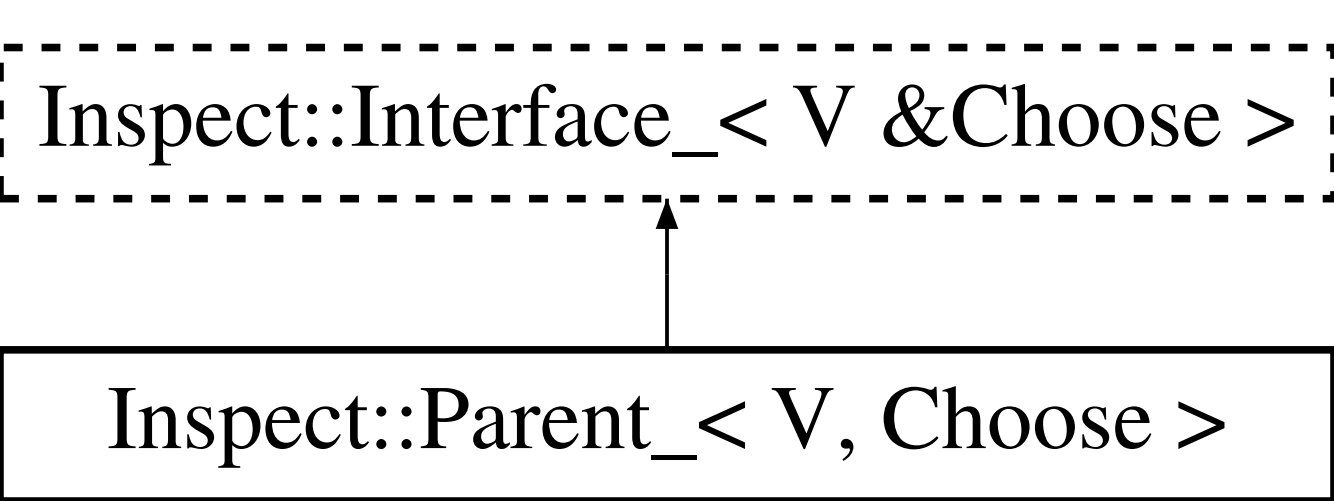 Inspect::Interface_< V &Choose >
Inspect::Parent_< V, Choose >